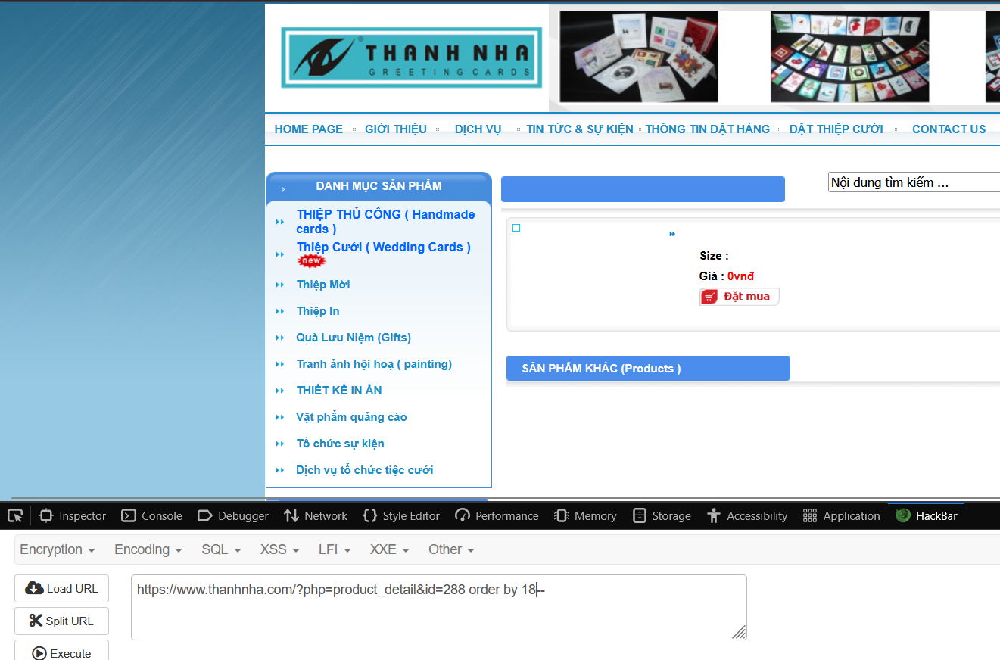 THANH NHA
®
GREETING CARDS
HOME PAGE GIỚI THIỆU DỊCH VỤ TIN TỨC & SỰ KIỆN THÔNG TIN ĐẶT HÀNG ĐẶT THIỆP CƯỚI CONTACT US
DANH MỤC SẢN PHẨM
Nội dung tìm kiếm ...
THIỆP THỦ CÔNG ( Handmade
cards )
Thiệp Cưới ( Wedding Cards )
new
Thiệp Mời
Thiệp In
Quà Lưu Niệm (Gifts)
Tranh ảnh hội hoạ ( painting)
THIẾT KẾ IN ẤN
Vật phẩm quảng cáo
Tổ chức sự kiện
Dịch vụ tổ chức tiệc cưới
Size :
Giá : 0vnđ
Đặt mua
SẢN PHẨM KHÁC (Products )
Inspector Console Debugger Network Style Editor Performance Memory Storage Accessibility Application HackBar
Encryption Encoding SQL XSS LFI XXE Other
Load URL
https://www.thanhnha.com/?php=product_detail&id=288 order by 18--
Split URL
Execute